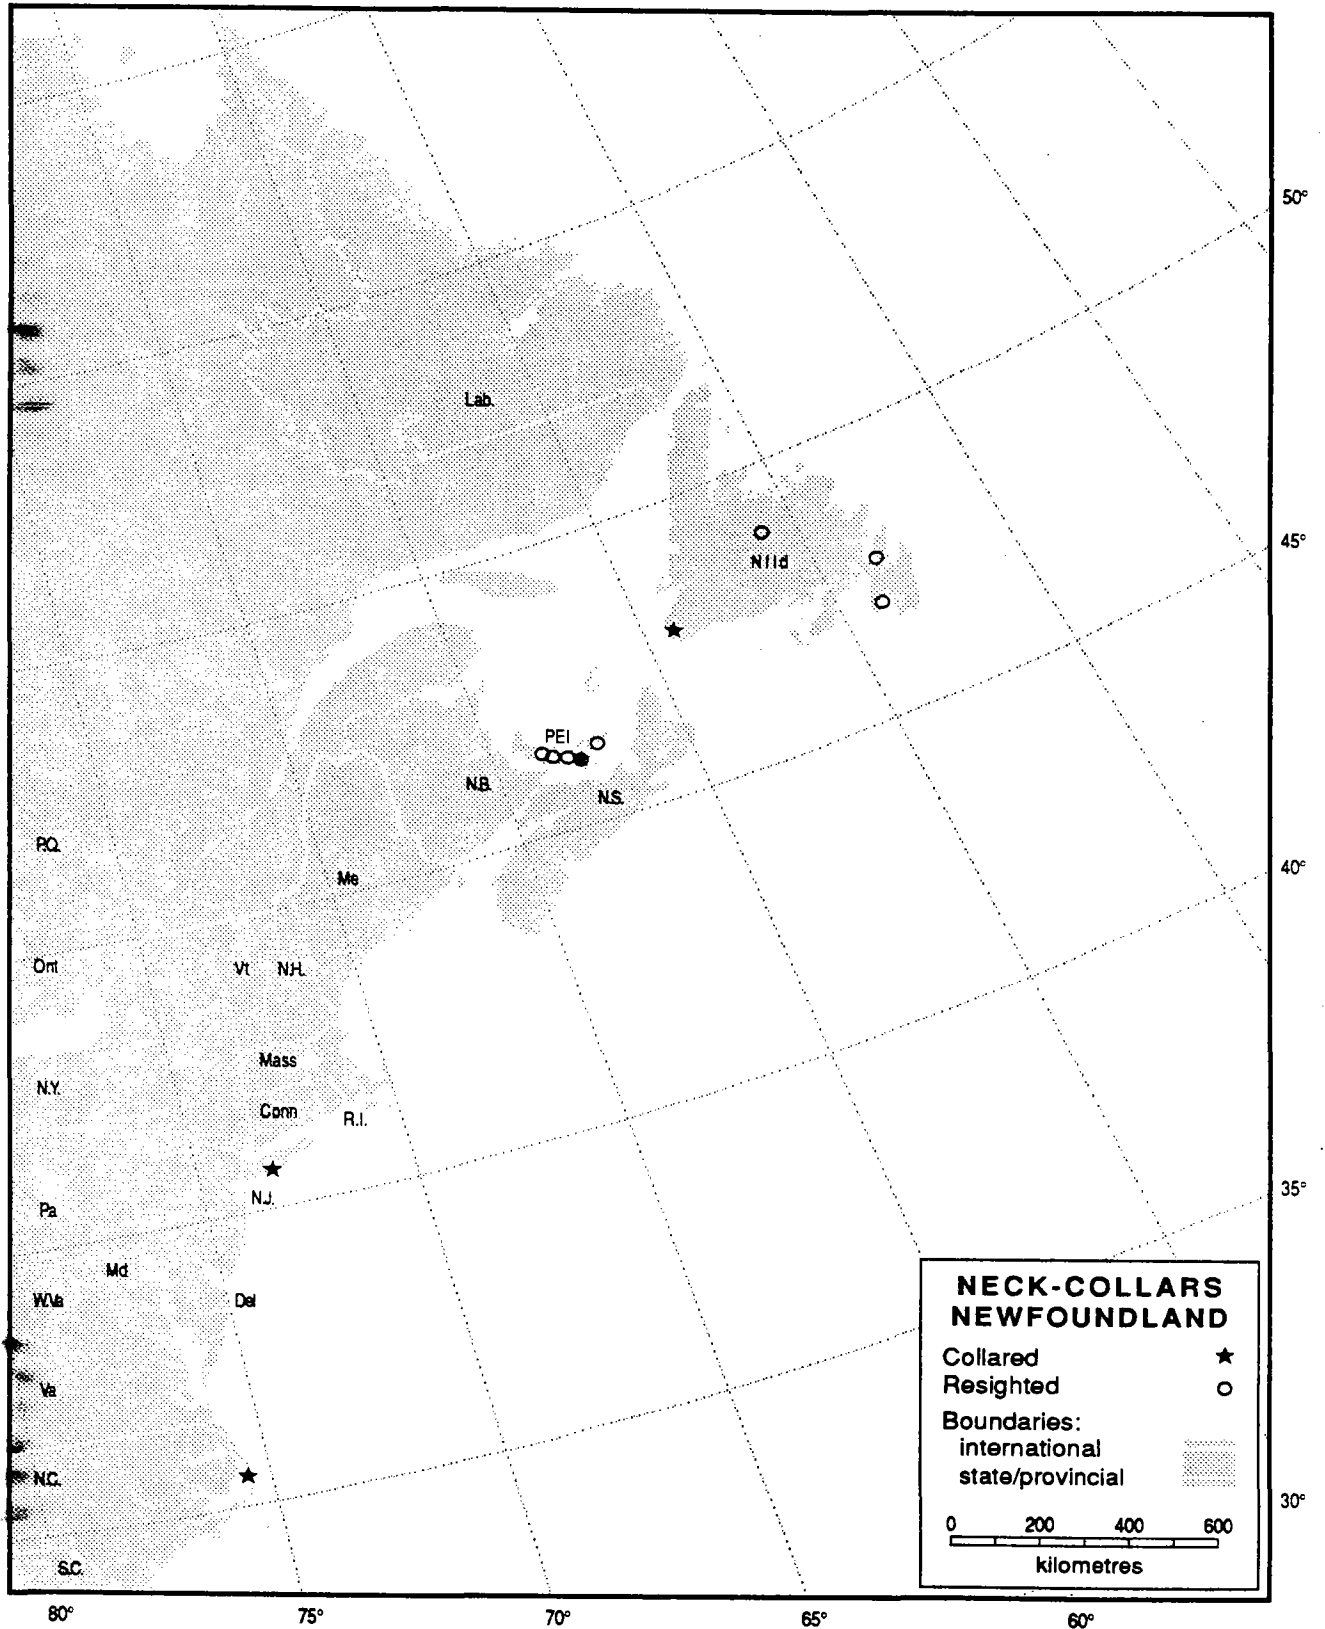 50°
Lab.
Nfld
45°
PEI
N.B.
N.S.
P.Q.
Me
40°
Ont
Vt
N.H.
Mass
N.Y.
Conn
R.I.
35°
N.J.
Pa
Md
W.Va
Del
Va
N.C.
30°
S.C.
NECK-COLLARS
NEWFOUNDLAND
Collared
Resighted
Boundaries:
international
state/provincial
0 200 400 600
kilometres
80° 75° 70° 65° 60°